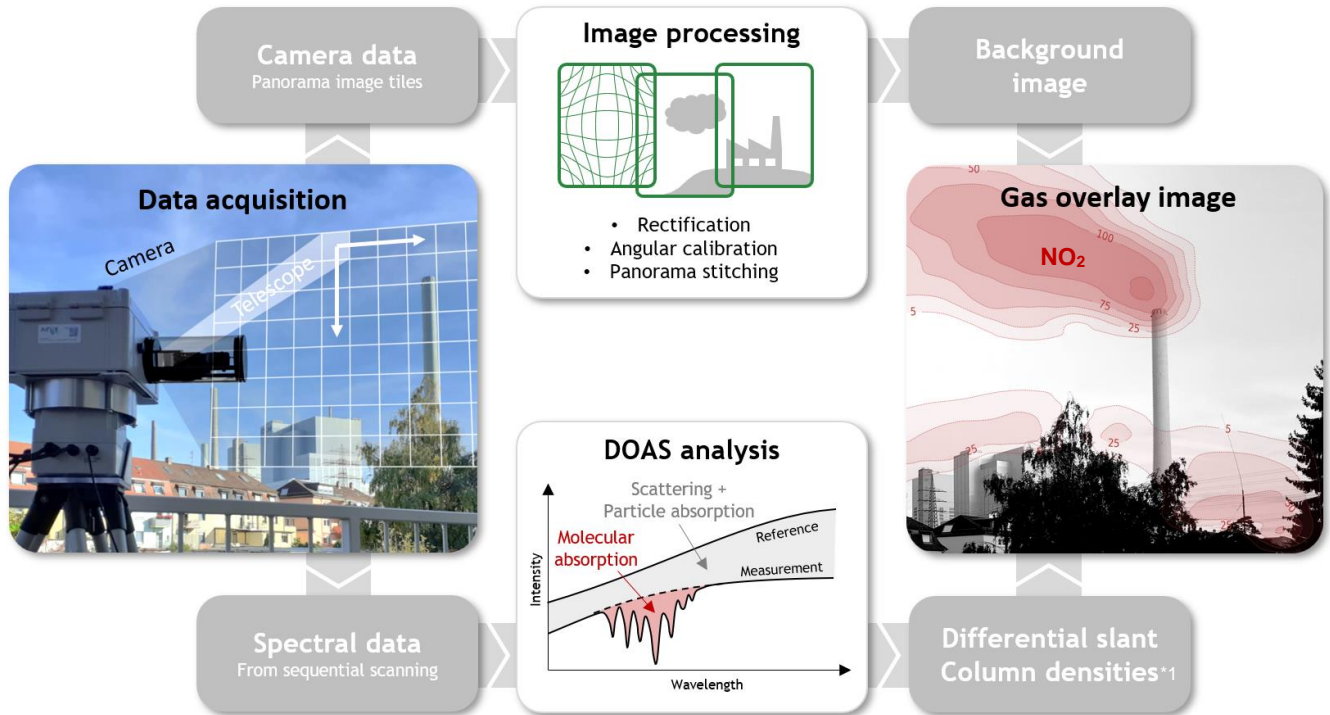 Camera data
Panorama image tiles
Image processing
Rectification
Angular calibration
Panorama stitching
Background
image
Data acquisition
Camera
Telescope
Gas overlay image
50
100
NO₂
75
25
5
5
25
25
25
DOAS analysis
Scattering +
Particle absorption
Molecular
absorption
Reference
Measurement
Intensity
Wavelength
Spectral data
From sequential scanning
Differential slant
Column densities*1